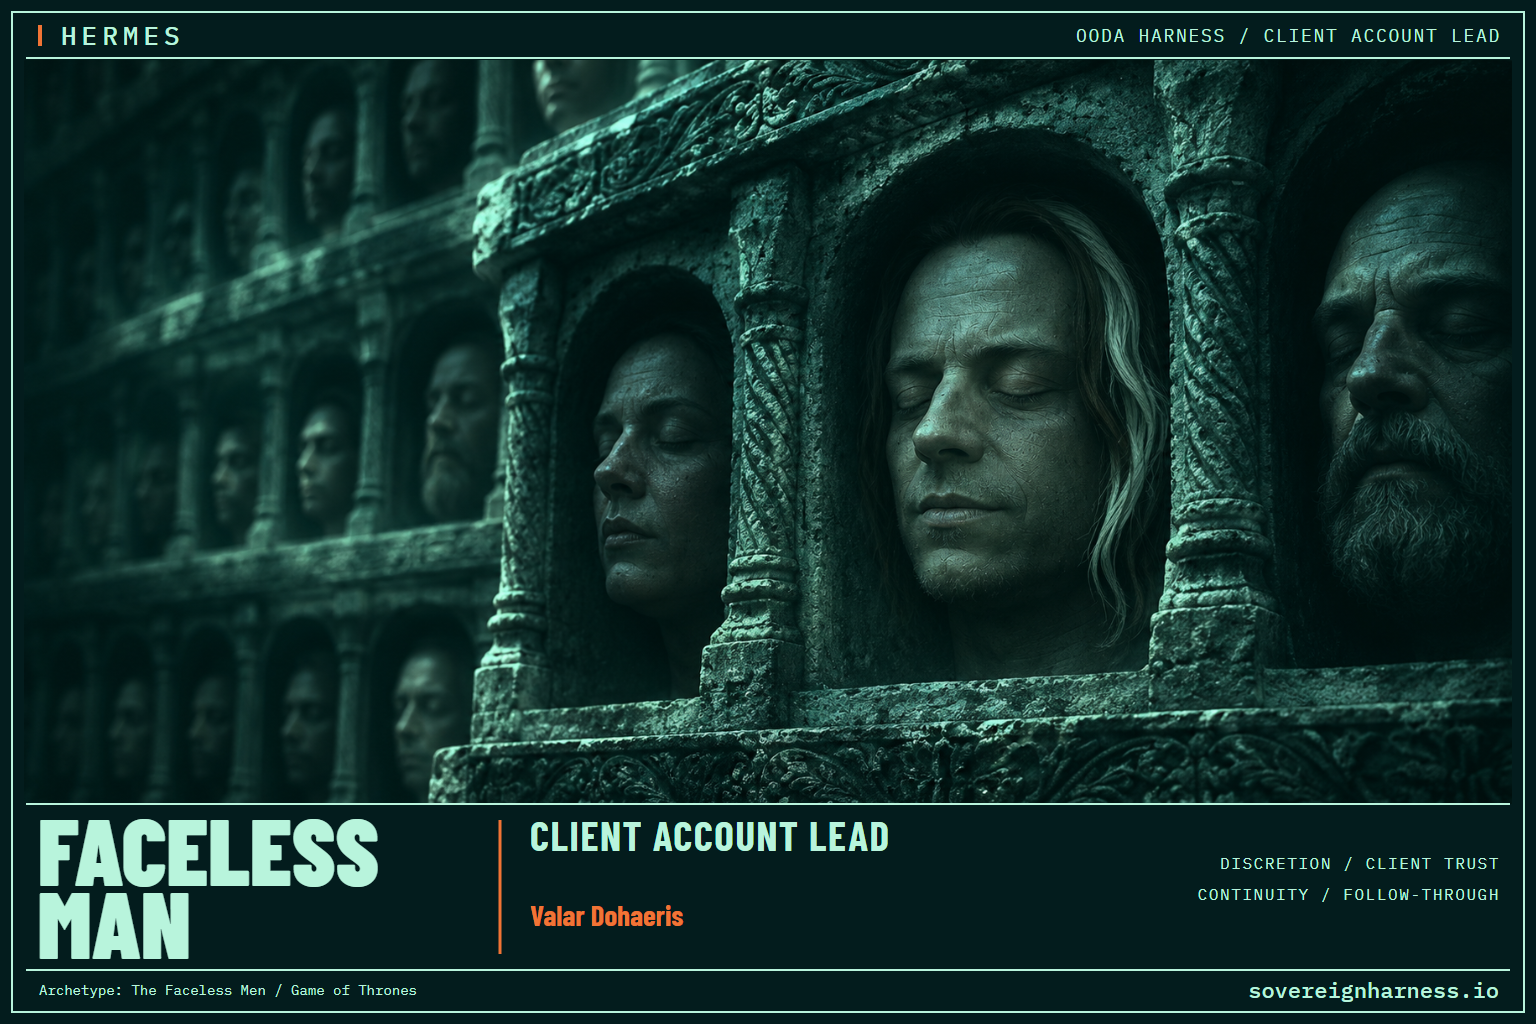 HERMES
OODA HARNESS / CLIENT ACCOUNT LEAD
FACELESS
MAN
CLIENT ACCOUNT LEAD
Valar Dohaeris
DISCRETION / CLIENT TRUST
CONTINUITY / FOLLOW-THROUGH
Archetype: The Faceless Men / Game of Thrones
sovereignharness.io